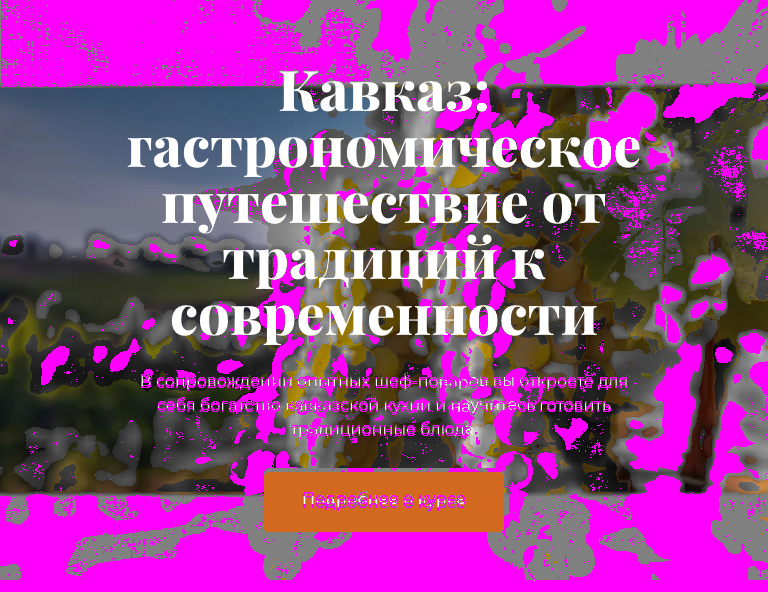 Кавказ:
гастрономическое
путешествие от
традиций к
современности
В сопровождении опытных шеф-поваров вы откроете для
себя богатство кавказской кухни и научитесь готовить
традиционные блюда.
Подробнее о курсе